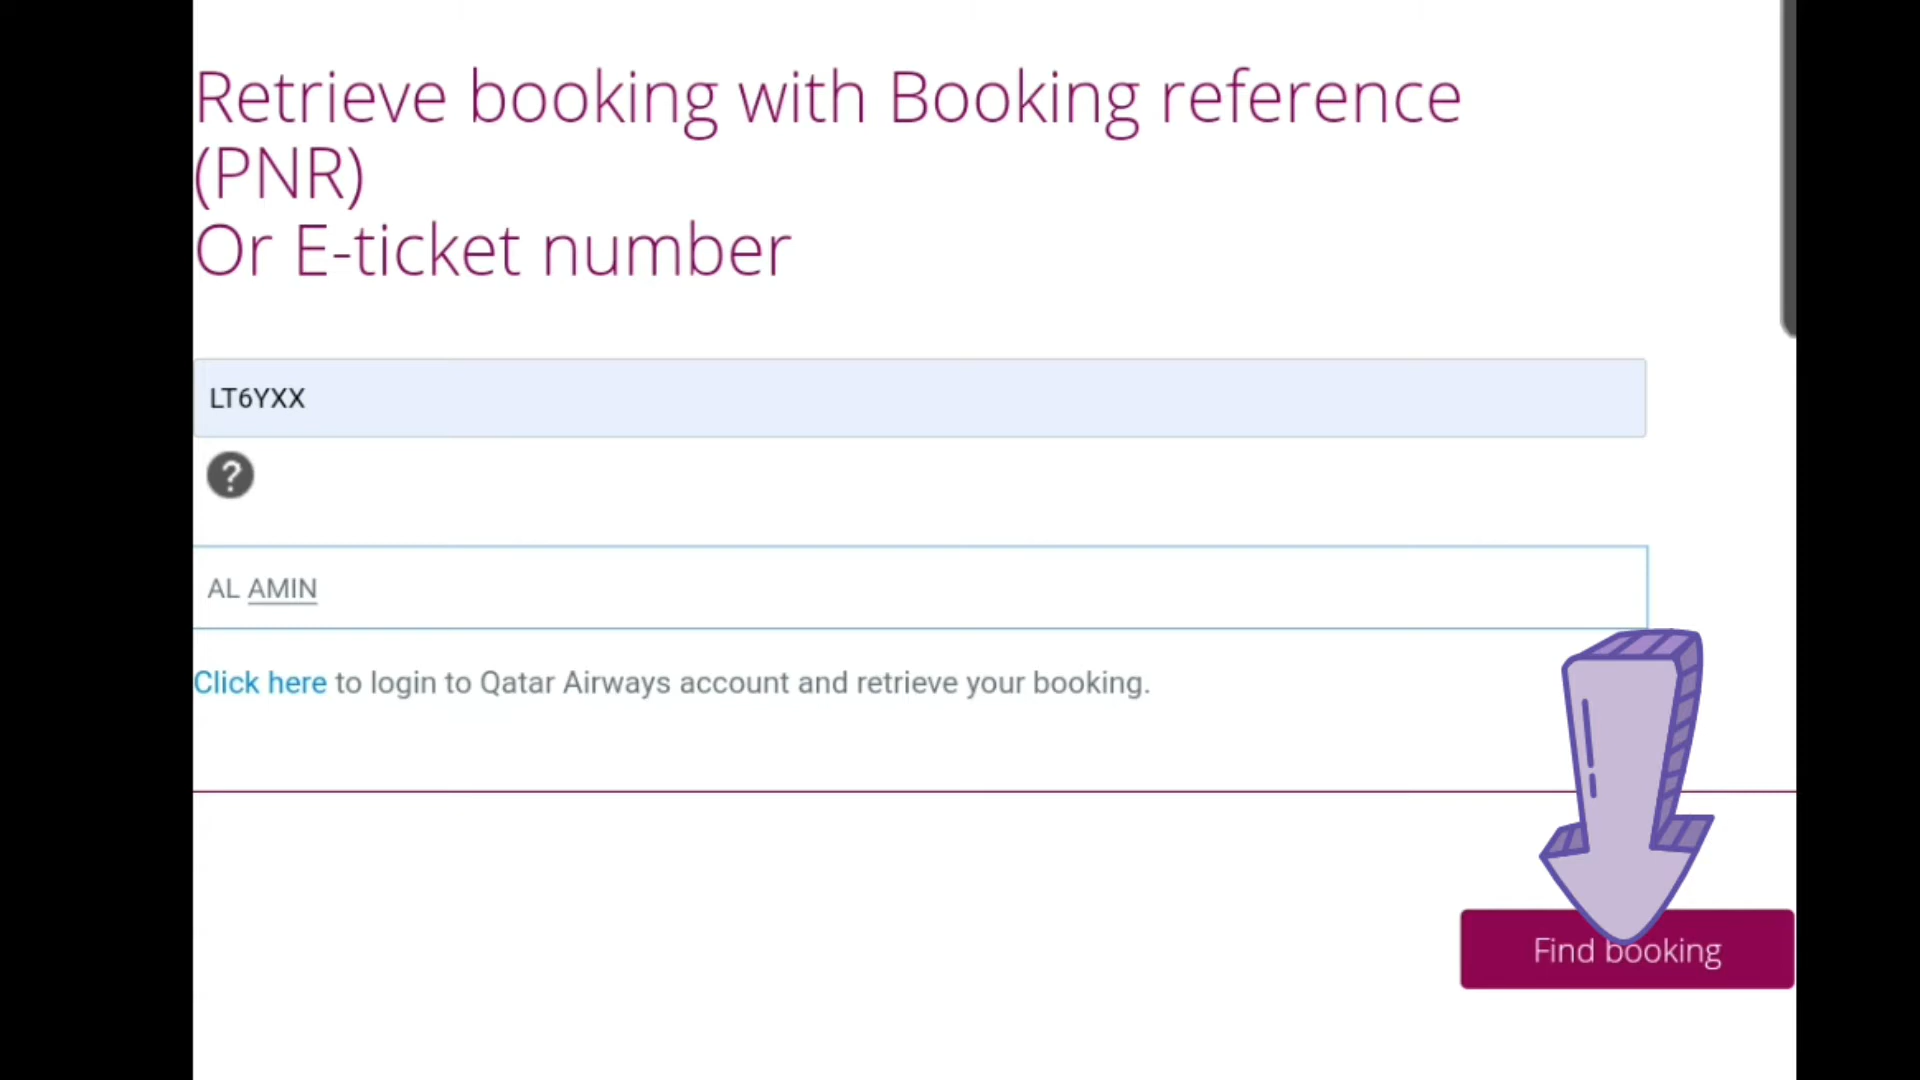 Retrieve booking with Booking reference
(PNR)
Or E-ticket number
LT6YXX
?
AL AMIN
Click here to login to Qatar Airways account and retrieve your booking.
Find booking